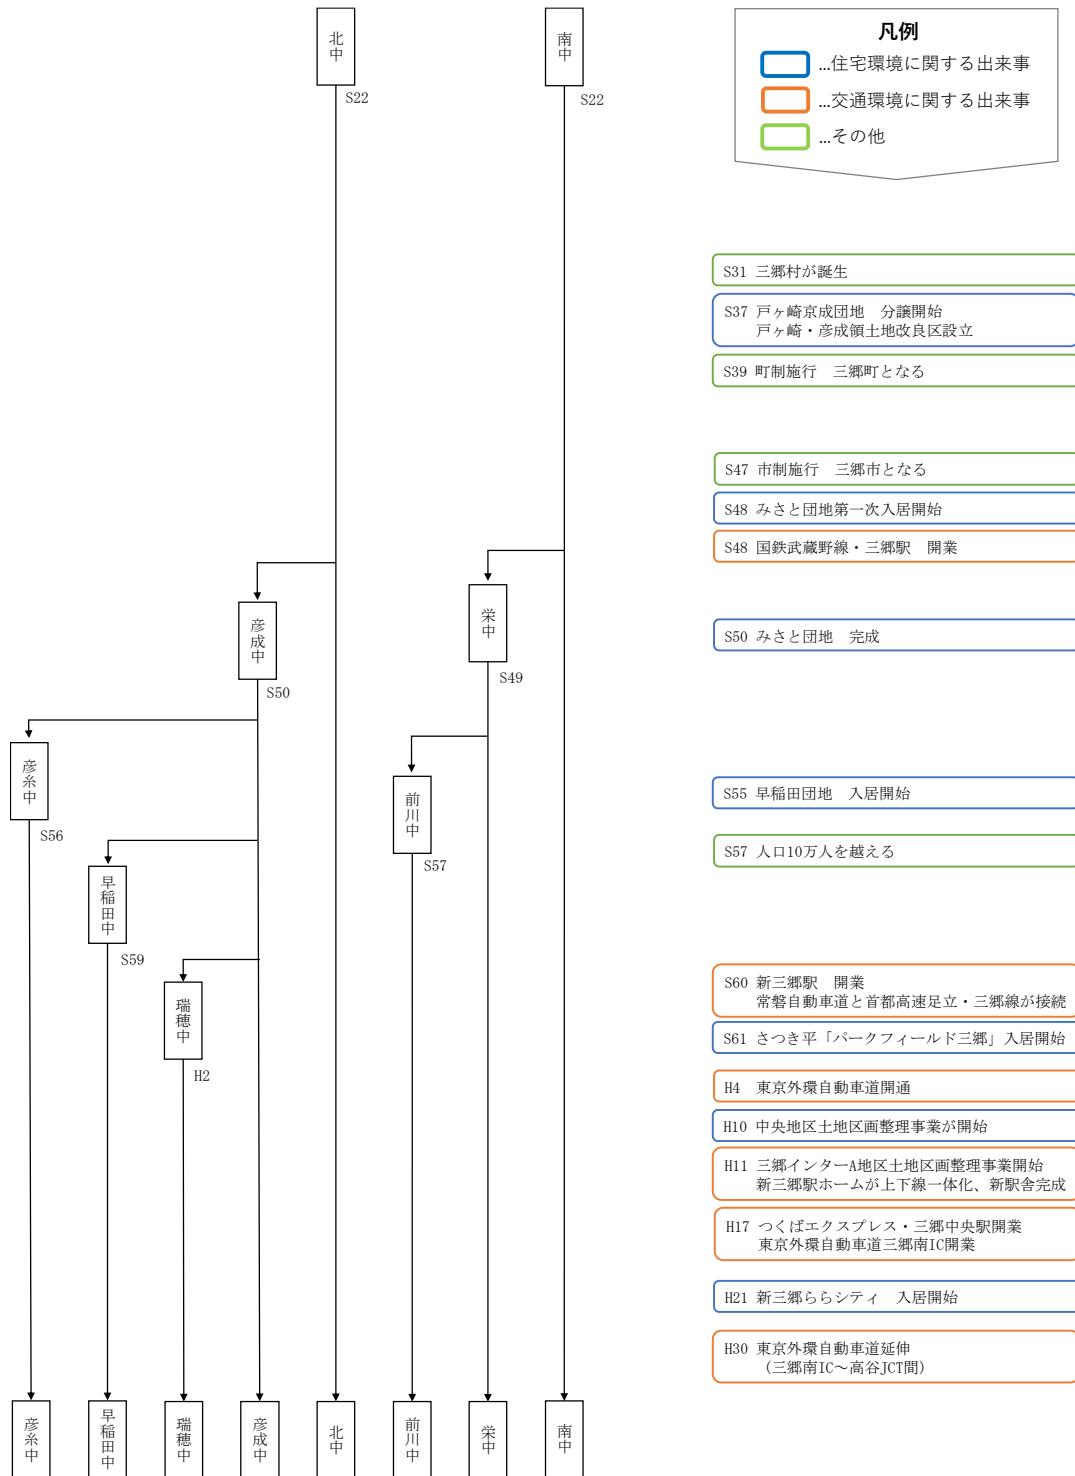 北中
南中
S22
S22
凡例
…住宅環境に関する出来事
…交通環境に関する出来事
…その他
S31 三郷村が誕生
S37 戸ヶ崎京成団地　分譲開始
戸ヶ崎・彦成領土地改良区設立
S39 町制施行　三郷町となる
S47 市制施行　三郷市となる
S48 みさと団地第一次入居開始
S48 国鉄武蔵野線・三郷駅　開業
彦成中
S50
栄中
S49
S50 みさと団地　完成
彦糸中
S56
前川中
S57
S55 早稲田団地　入居開始
S57 人口10万人を越える
早稲田中
S59
瑞穂中
H2
S60 新三郷駅　開業
常磐自動車道と首都高速足立・三郷線が接続
S61 さつき平「パークフィールド三郷」入居開始
H4 東京外環自動車道開通
H10 中央地区土地区画整理事業が開始
H11 三郷インターA地区土地区画整理事業開始
新三郷駅ホームが上下線一体化、新駅舎完成
H17 つくばエクスプレス・三郷中央駅開業
東京外環自動車道三郷南IC開業
H21 新三郷ららシティ　入居開始
H30 東京外環自動車道延伸
（三郷南IC～高谷JCT間）
彦糸中
早稲田中
瑞穂中
彦成中
北中
前川中
栄中
南中